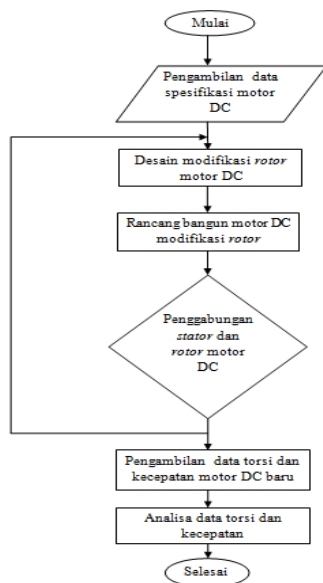 Mulai
Pengambilan data
spesifikasi motor
DC
Desain modifikasi rotor
motor DC
Rancang bangun motor DC
modifikasi rotor
Penggabungan
stator dan
rotor motor
DC
Pengambilan data torsi dan
kecepatan motor DC baru
Analisa data torsi dan
kecepatan
Selesai